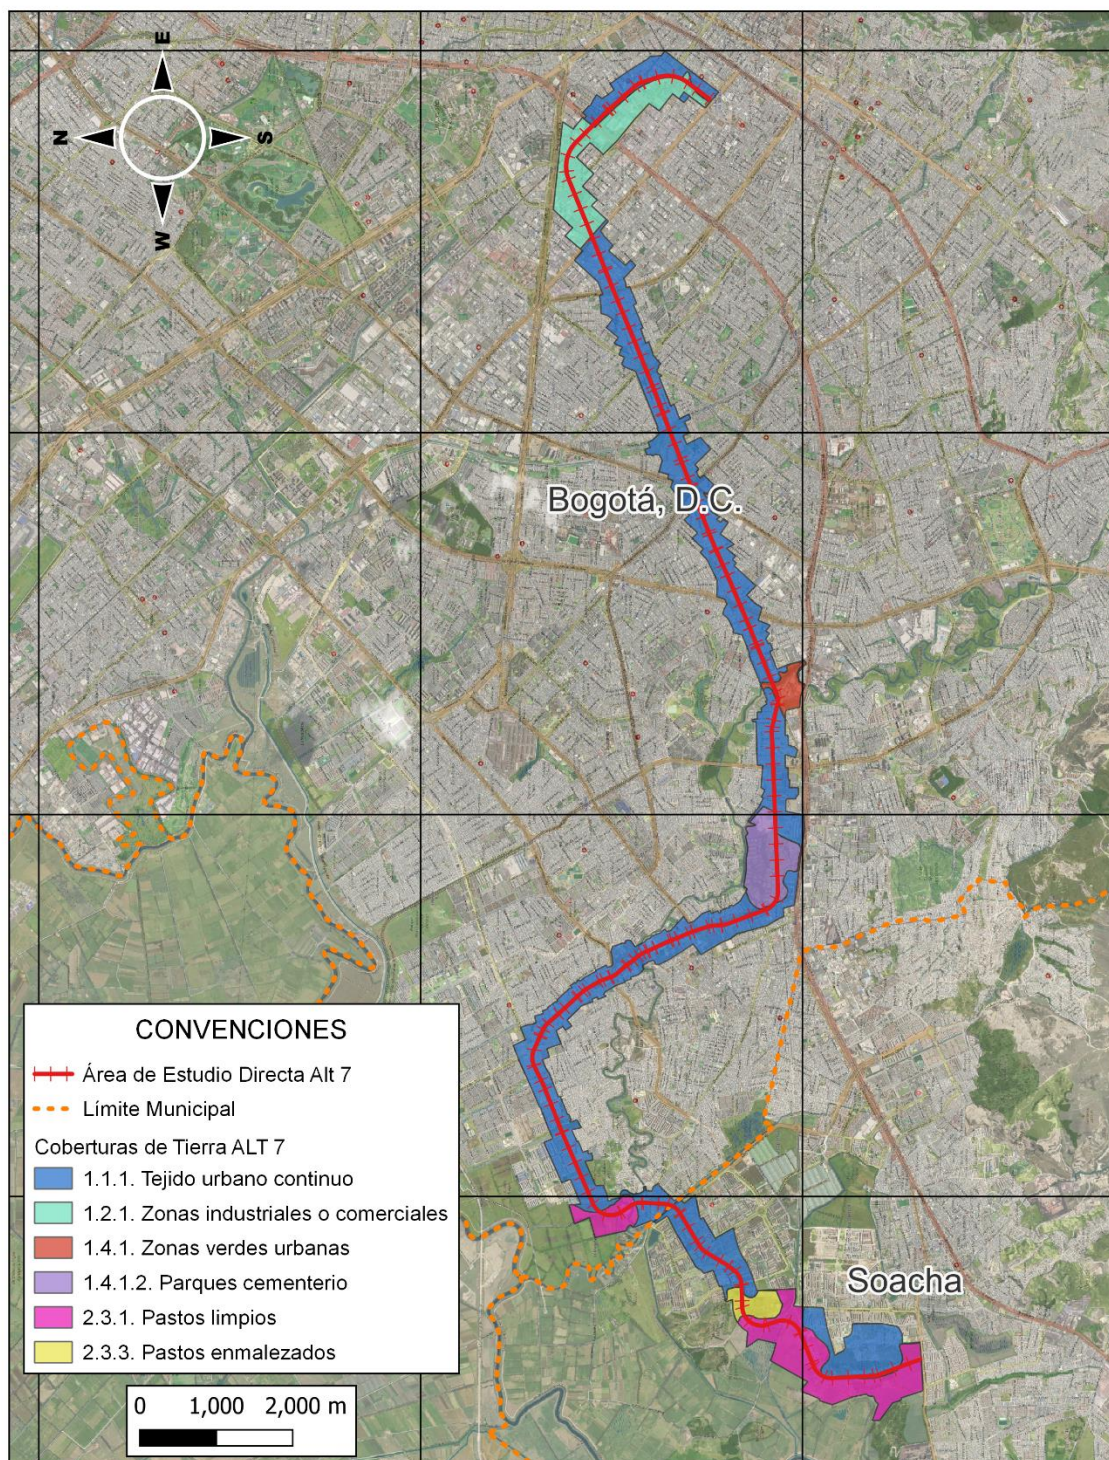 E
N
S
W
Bogotá, D.C.
Soacha
CONVENCIONES
Área de Estudio Directa Alt 7
Límite Municipal
Coberturas de Tierra ALT 7
1.1.1. Tejido urbano continuo
1.2.1. Zonas industriales o comerciales
1.4.1. Zonas verdes urbanas
1.4.1.2. Parques cementerio
2.3.1. Pastos limpios
2.3.3. Pastos enmalezados
0 1,000 2,000 m